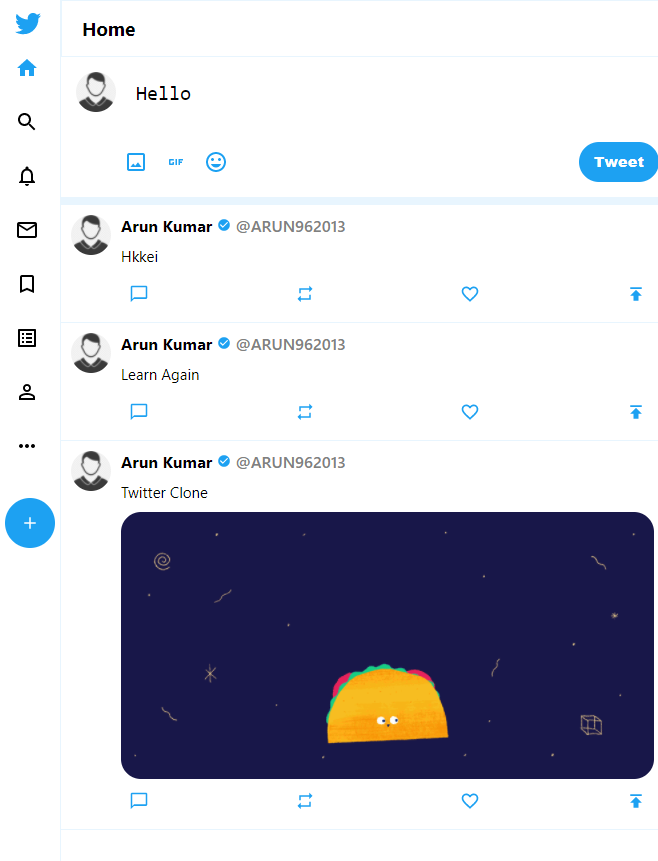 Home
Hello
GIF
Tweet
Arun Kumar @ARUN962013
Hkkei
Arun Kumar @ARUN962013
Learn Again
Arun Kumar @ARUN962013
Twitter Clone